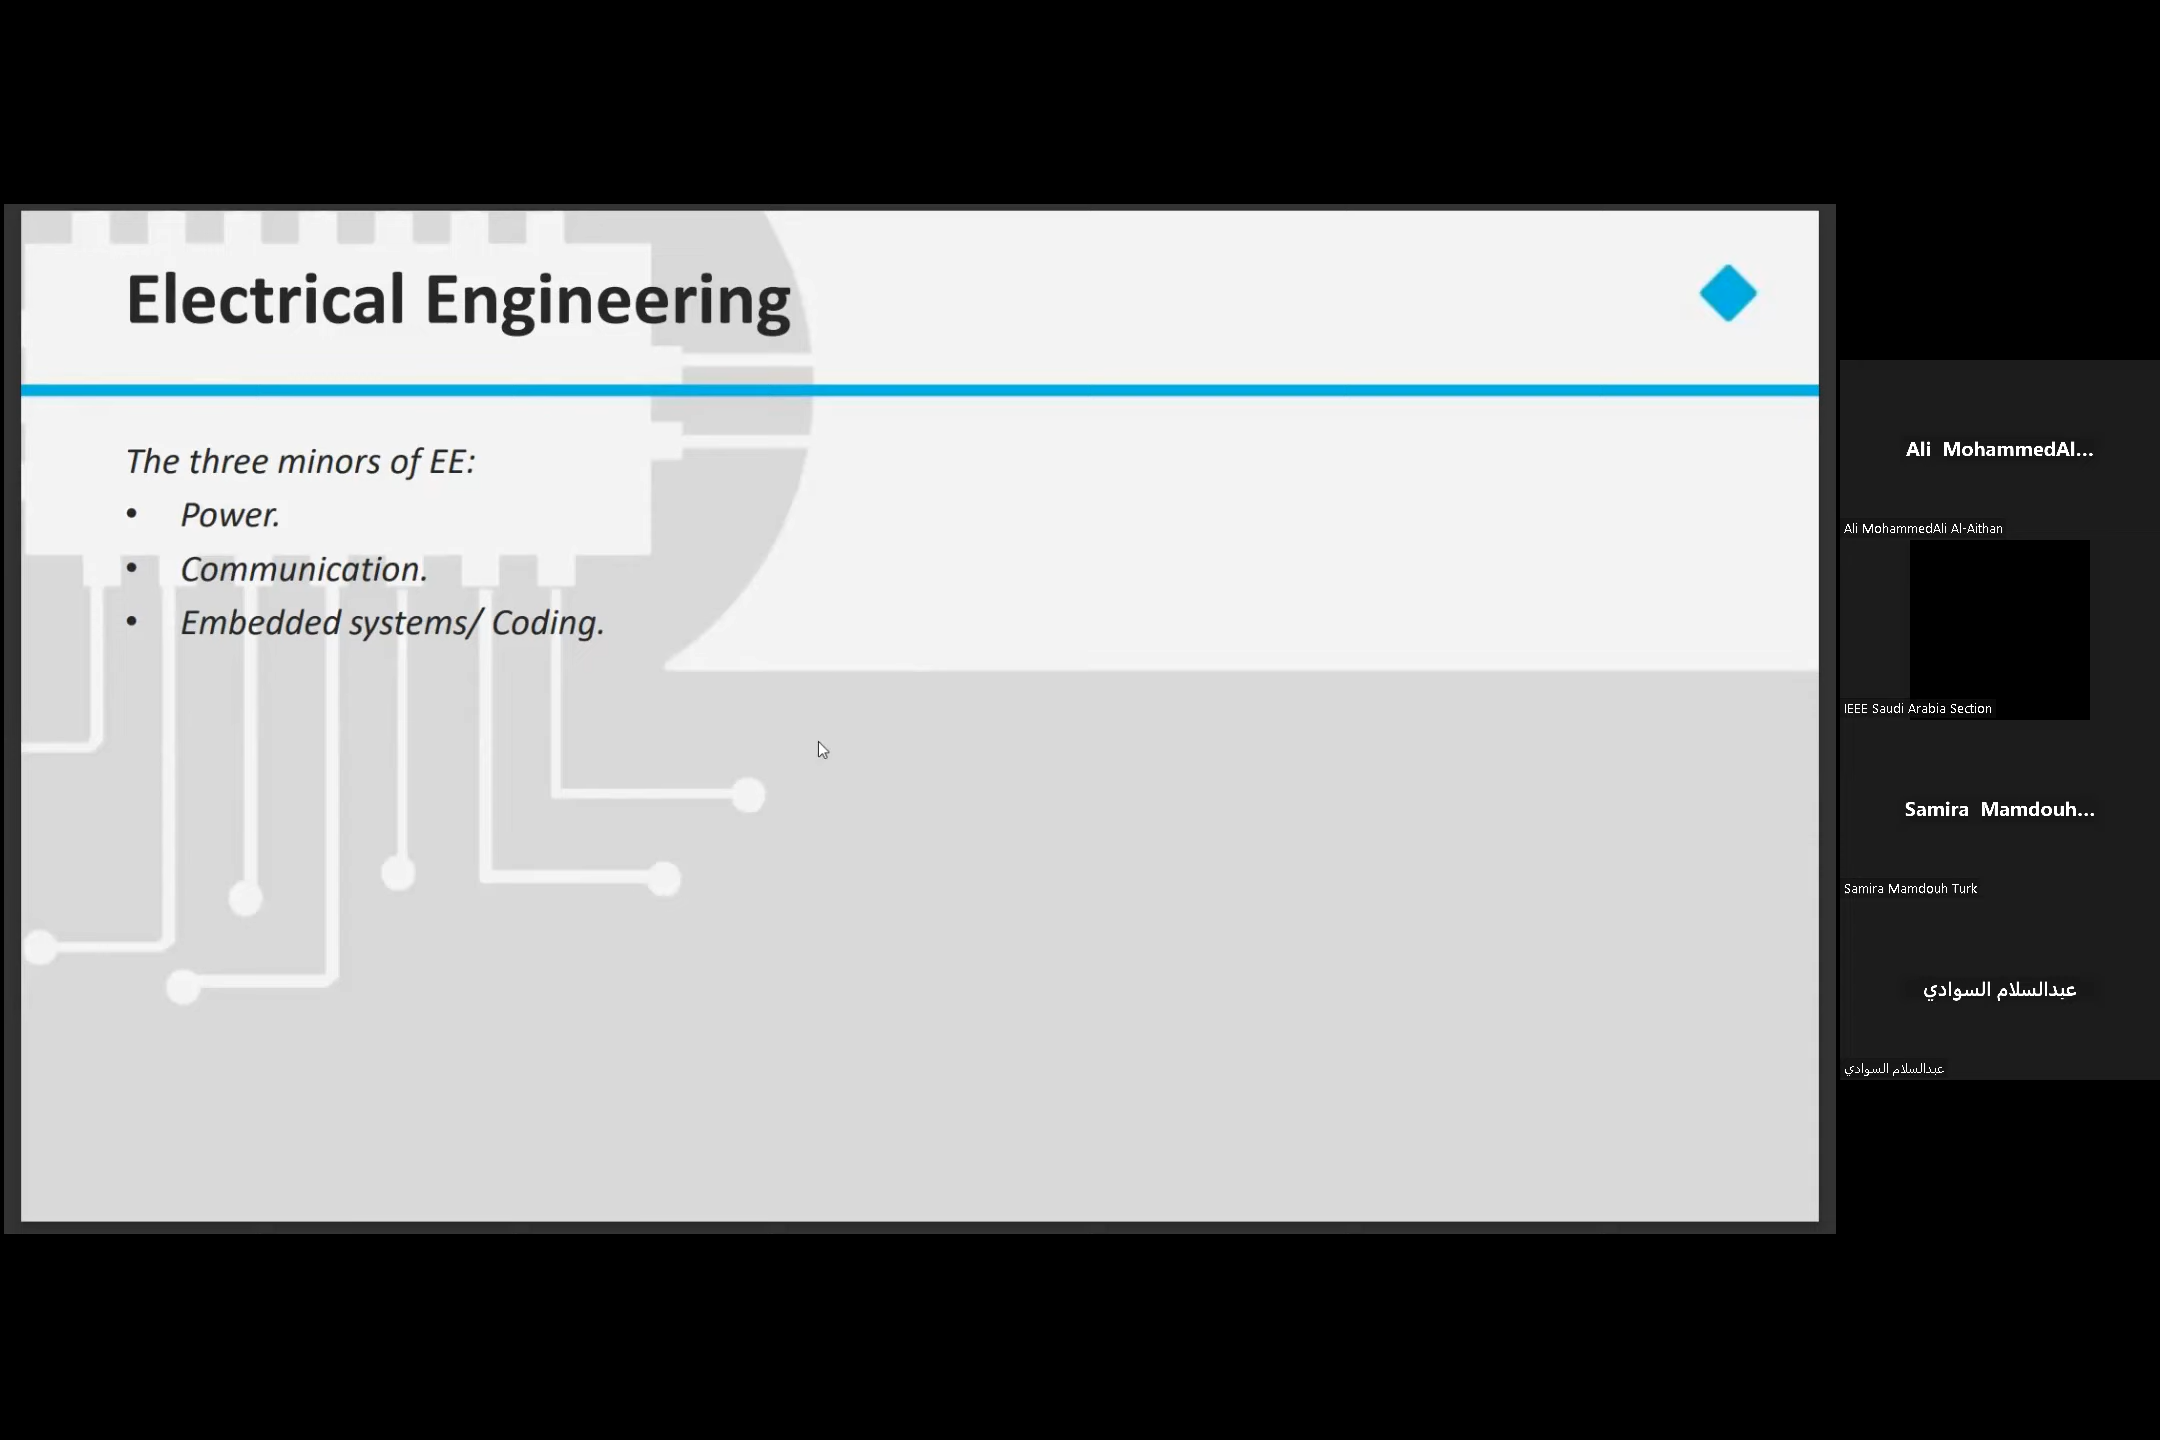 Electrical Engineering
The three minors of EE:
• Power.
• Communication.
• Embedded systems/ Coding.
Ali MohammedAl...
Ali MohammedAli Al-Aithan
IEEE Saudi Arabia Section
Samira Mamdouh...
Samira Mamdouh Turk
عبدالسلام السوادي
عبدالسلام السوادي